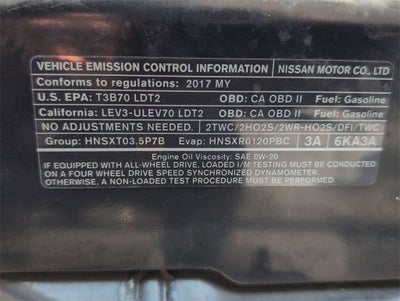 VEHICLE EMISSION CONTROL INFORMATION NISSAN MOTOR CO., LTD
Conforms to regulations: 2017 MY
U.S. EPA: T3B70 LDT2 OBD: CA OBD II Fuel: Gasoline
California: LEV3-ULEV70 LDT2 OBD: CA OBD II Fuel: Gasoline
NO ADJUSTMENTS NEEDED. 2TWC/2HO2S/2WR-HO2S/DFI/TWC
Group: HNSXT03.5P7B Evap: HNSXR0120PBC 3A 6KA3A
Engine Oil Viscosity: SAE 0W-20
IF EQUIPPED WITH ALL-WHEEL DRIVE, LOADED I/M TESTING MUST BE CONDUCTED
ON A FOUR WHEEL DRIVE SPEED SYNCHRONIZED DYNAMOMETER.
OTHERWISE, A NON-LOADED TEST PROCEDURE MUST BE PERFORMED.